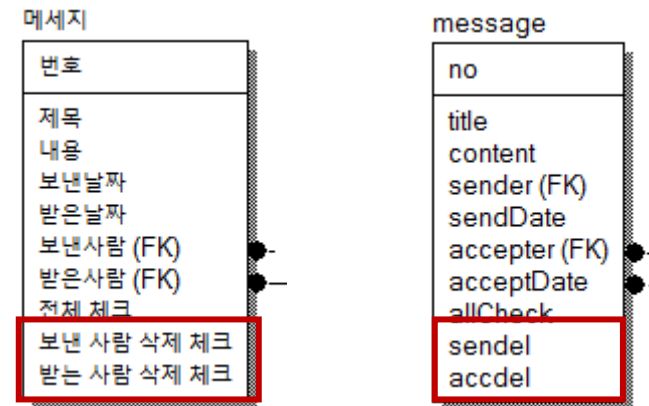 메세지
번호
제목
내용
보낸날짜
받은날짜
보낸사람 (FK)
받은사람 (FK)
전체 체크
보낸 사람 삭제 체크
받는 사람 삭제 체크
message
no
title
content
sender (FK)
sendDate
accepter (FK)
acceptDate
allCheck
sendel
accdel